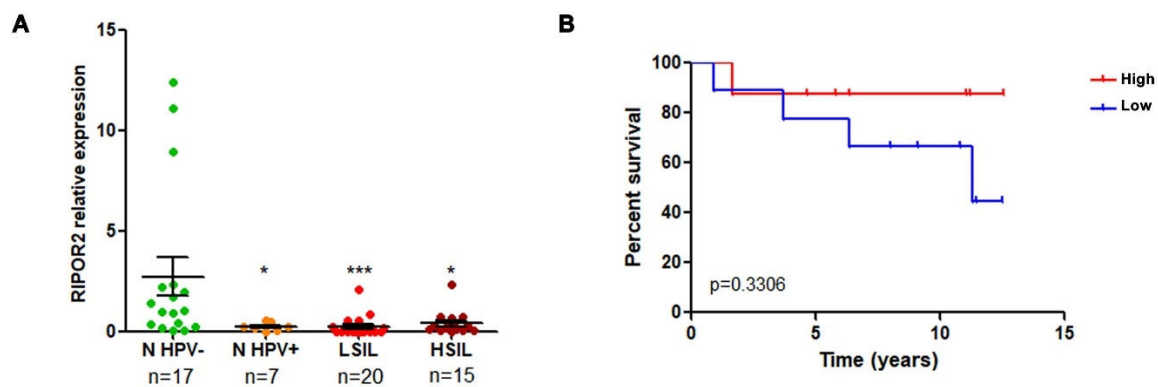 A
RIPOR2 relative expression
15
10
5
0
* *** *
N HPV- N HPV+ LSIL HSIL
n=17 n=7 n=20 n=15
B
Percent survival
100
80
60
40
20
0
p=0.3306
0 5 10 15
Time (years)
High
Low